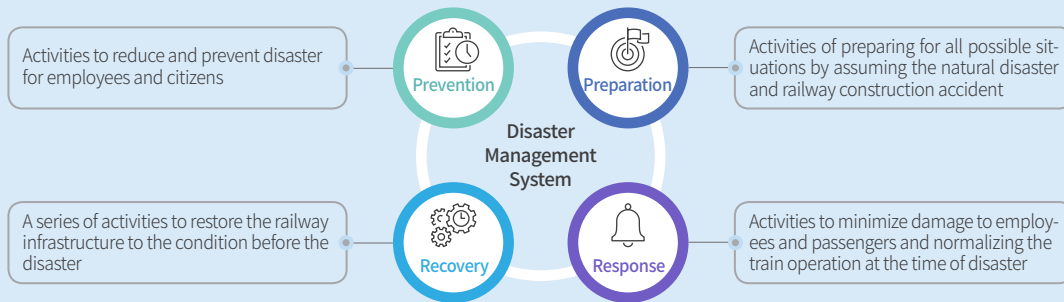 Activities to reduce and prevent disaster
for employees and citizens
Prevention
Preparation
Activities of preparing for all possible sit-
uations by assuming the natural disaster
and railway construction accident
Disaster
Management
System
A series of activities to restore the railway
infrastructure to the condition before the
disaster
Recovery
Response
Activities to minimize damage to employ-
ees and passengers and normalizing the
train operation at the time of disaster